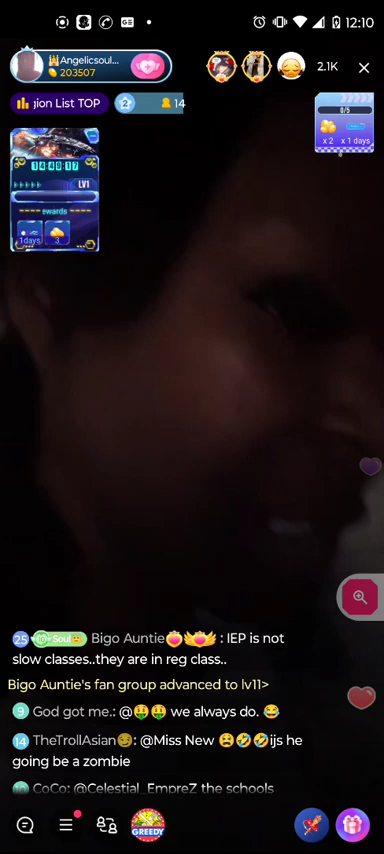 12:10
Angelicsoul...
203507
2.1K
jion List TOP
2
14
0/5
x 2 x 1 days
14:49:17
LV1
ewards
1days 3
25 Soul Bigo Auntie : IEP is not
slow classes..they are in reg class..
Bigo Auntie's fan group advanced to lv11>
9 God got me.: @🤑🤑 we always do. 😂
14 TheTrollAsian😏: @Miss New 😫🤣🤣ijs he
going be a zombie
CoCo: @Celestial_EmpreZ the schools
GREEDY